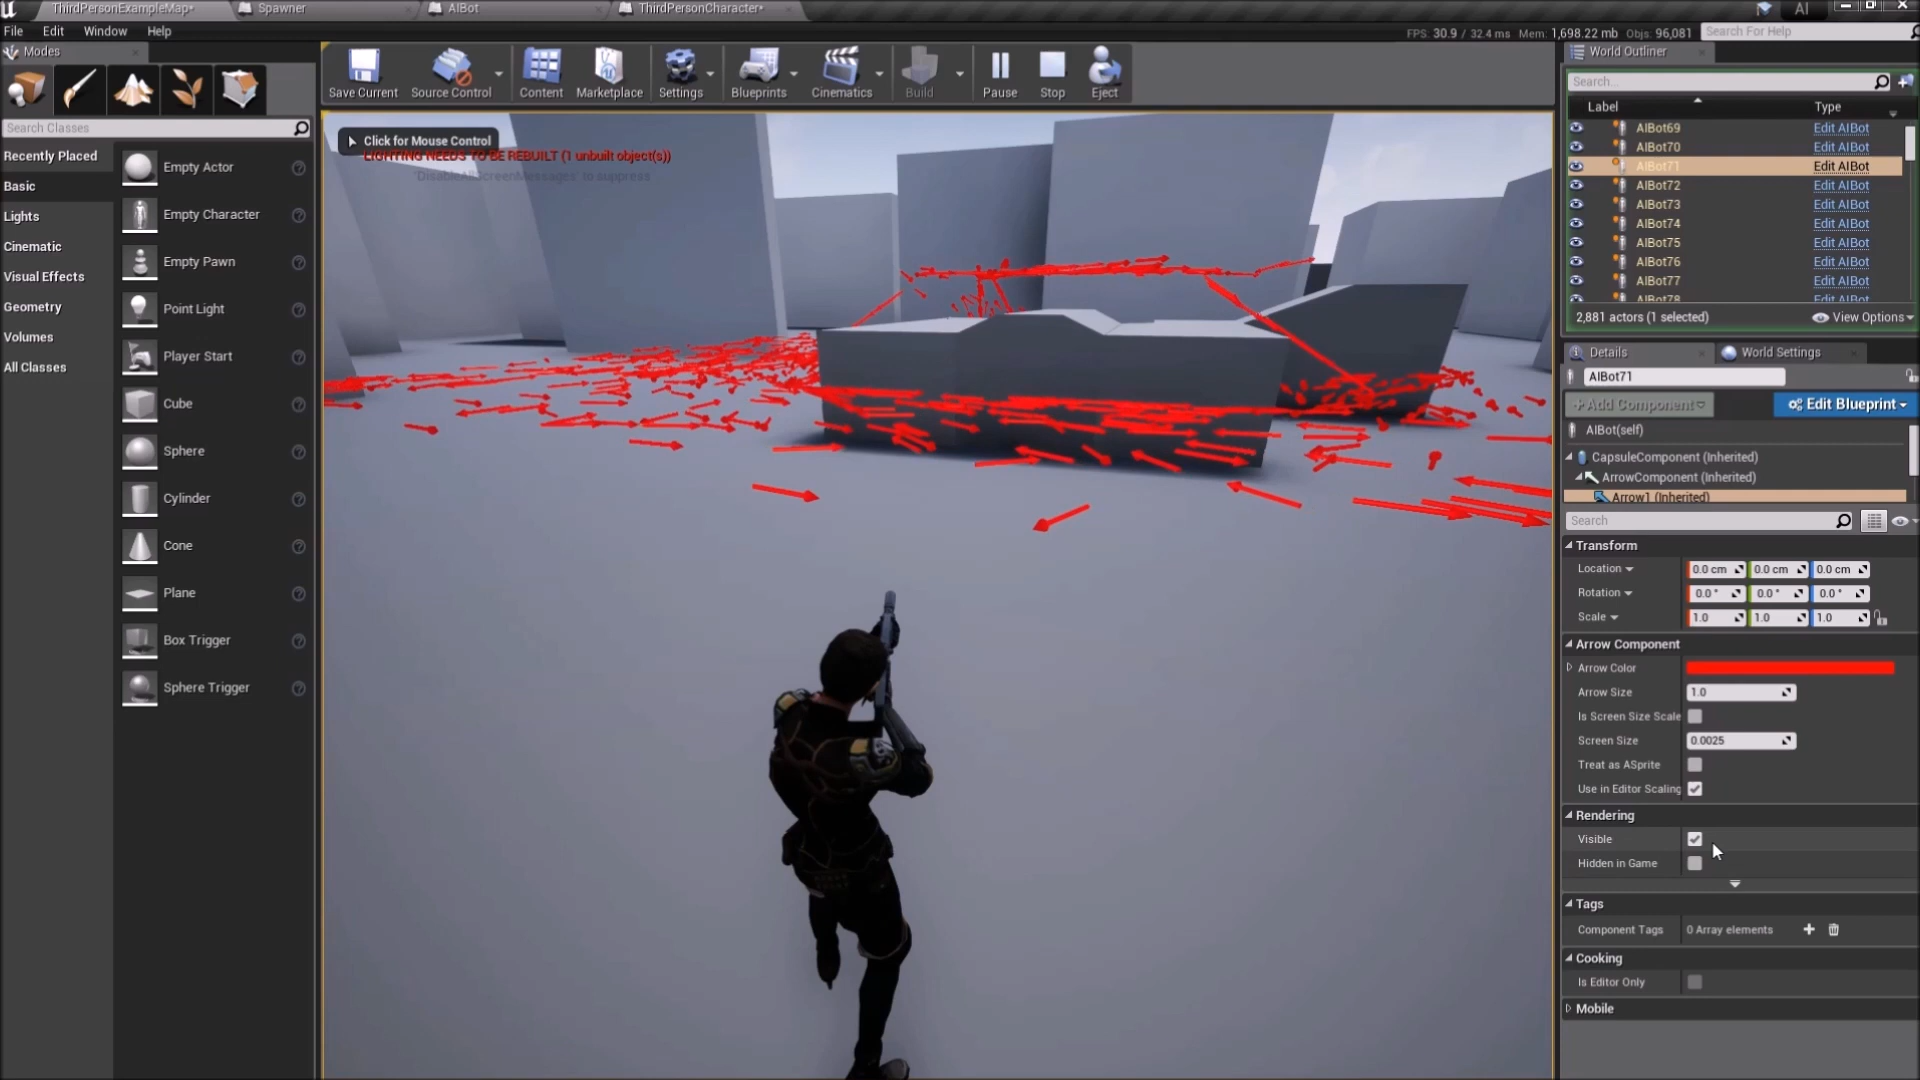 ThirdPersonExampleMap*
Spawner
AIBot
ThirdPersonCharacter*
AI
File Edit Window Help
FPS: 30.9 / 32.4 ms Mem: 1,698.22 mb Objs: 96,081
Search For Help
Modes
Save Current
Source Control
Content
Marketplace
Settings
Blueprints
Cinematics
Build
Pause
Stop
Eject
Search Classes
Recently Placed
Basic
Lights
Cinematic
Visual Effects
Geometry
Volumes
All Classes
Empty Actor
Empty Character
Empty Pawn
Point Light
Player Start
Cube
Sphere
Cylinder
Cone
Plane
Box Trigger
Sphere Trigger
Click for Mouse Control
LIGHTING NEEDS TO BE REBUILT (1 unbuilt object(s))
'DisableAllScreenMessages' to suppress
World Outliner
Search...
Label Type
AIBot69 Edit AIBot
AIBot70 Edit AIBot
AIBot71 Edit AIBot
AIBot72 Edit AIBot
AIBot73 Edit AIBot
AIBot74 Edit AIBot
AIBot75 Edit AIBot
AIBot76 Edit AIBot
AIBot77 Edit AIBot
AIBot78 Edit AIBot
2,881 actors (1 selected) View Options
Details
World Settings
AIBot71
+ Add Component
Edit Blueprint
AIBot(self)
CapsuleComponent (Inherited)
ArrowComponent (Inherited)
Arrow1 (Inherited)
Search
Transform
Location 0.0 cm 0.0 cm 0.0 cm
Rotation 0.0 ° 0.0 ° 0.0 °
Scale 1.0 1.0 1.0
Arrow Component
Arrow Color
Arrow Size 1.0
Is Screen Size Scale
Screen Size 0.0025
Treat as ASprite
Use in Editor Scaling
Rendering
Visible
Hidden in Game
Tags
Component Tags 0 Array elements
Cooking
Is Editor Only
Mobile